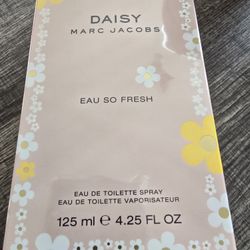 DAISY
MARC JACOBS
EAU SO FRESH
EAU DE TOILETTE SPRAY
EAU DE TOILETTE VAPORISATEUR
125 ml ℮ 4.25 FL OZ